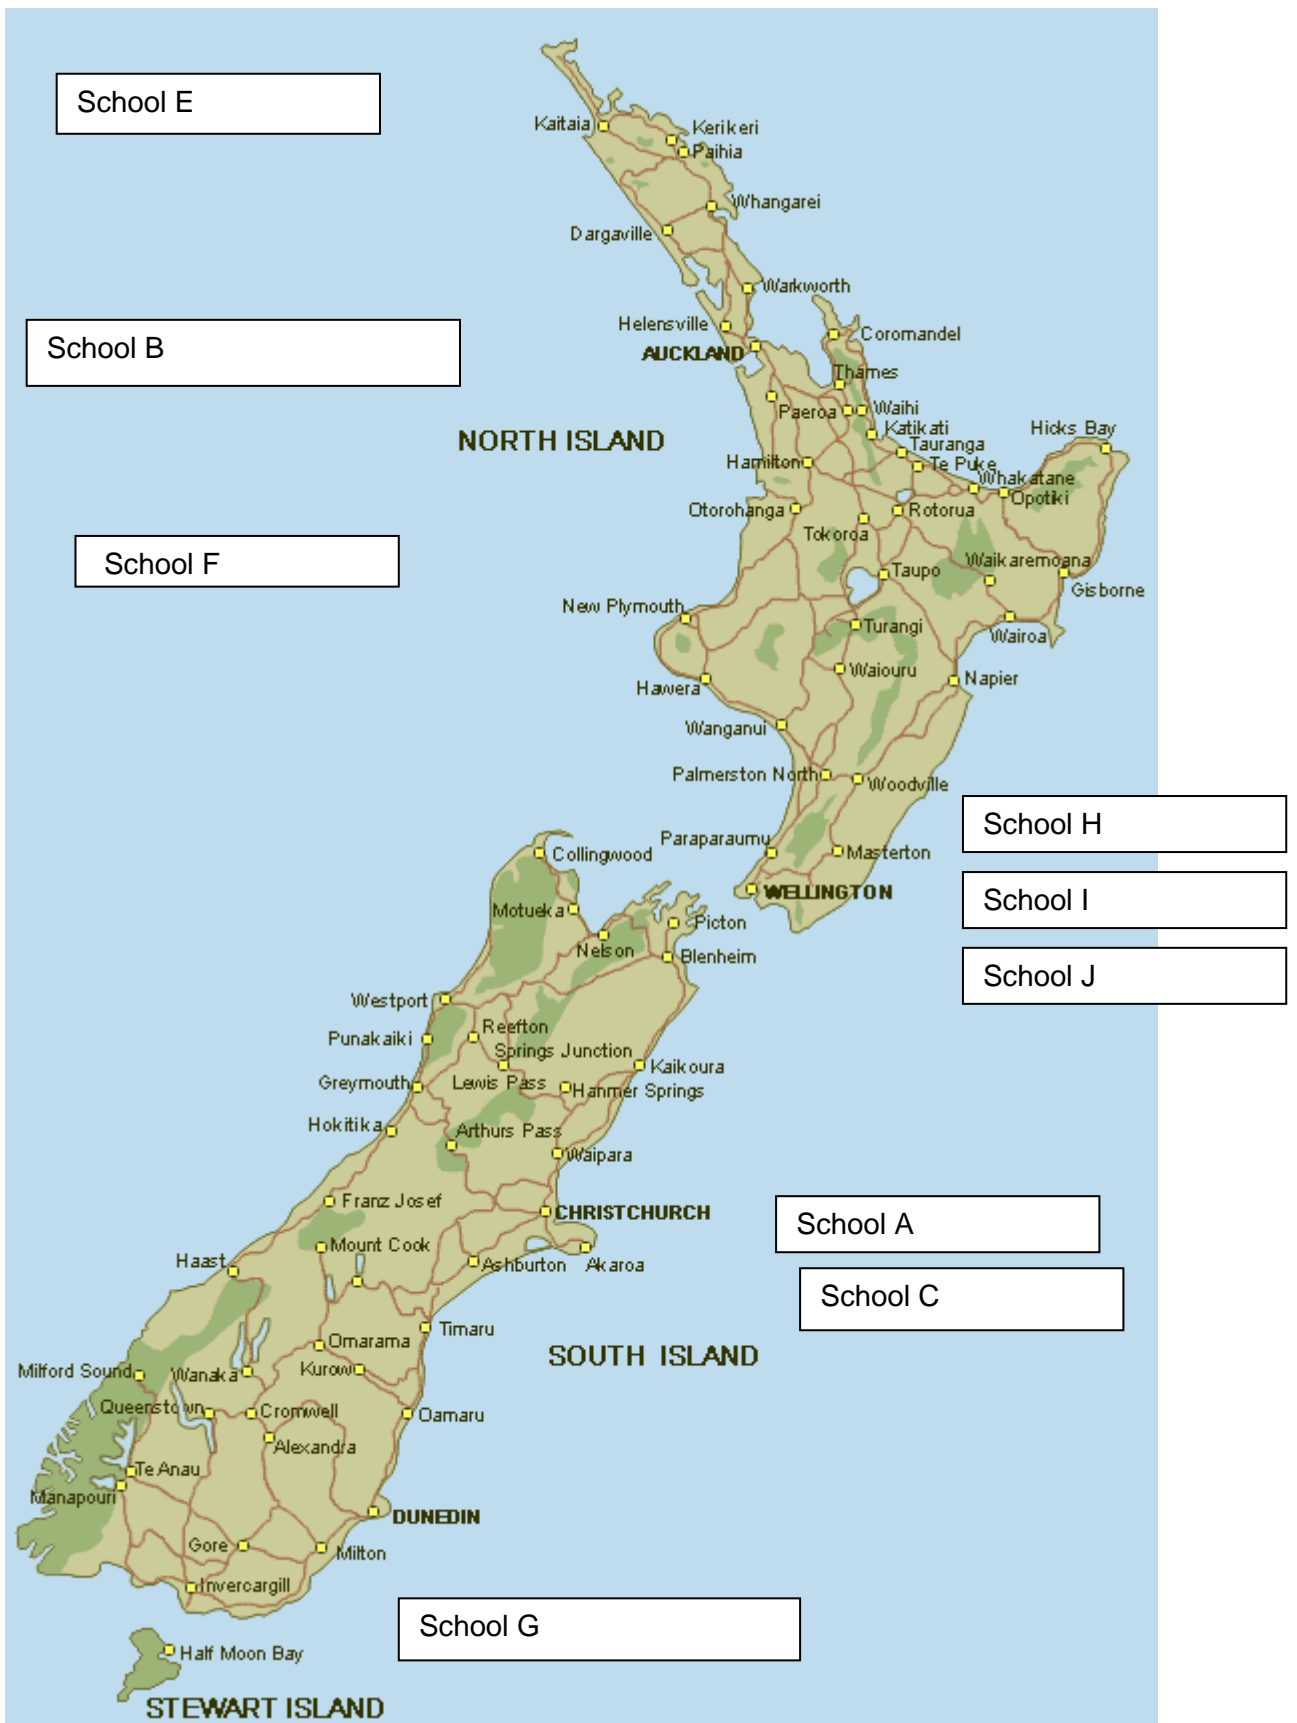 School E
Kaitaia
Kerikeri
Paihia
Whangarei
Dargaville
Warkworth
School B
Helensville
Coromandel
AUCKLAND
Thames
Paeroa
Waihi
NORTH ISLAND
Katikati
Hicks Bay
Tauranga
Hamilton
Te Puke
Whakatane
Opotiki
Otorohanga
Rotorua
Tokoroa
School F
Waikaremoana
Taupo
Gisborne
New Plymouth
Turangi
Wairoa
Waiouru
Napier
Hawera
Wanganui
Palmerston North
Woodville
School H
Paraparaumu
Masterton
Collingwood
WELLINGTON
School I
Motueka
Picton
Nelson
Blenheim
School J
Westport
Reefton
Punakaiki
Springs Junction
Kaikoura
Greymouth
Lewis Pass
Hanmer Springs
Hokitika
Arthurs Pass
Waipara
Franz Josef
CHRISTCHURCH
School A
Mount Cook
Haast
Ashburton
Akaroa
School C
Timaru
Omarama
SOUTH ISLAND
Milford Sound
Wanaka
Kurow
Queenstown
Cromwell
Oamaru
Alexandra
Te Anau
Manapouri
DUNEDIN
Gore
Milton
Invercargill
School G
Half Moon Bay
STEWART ISLAND